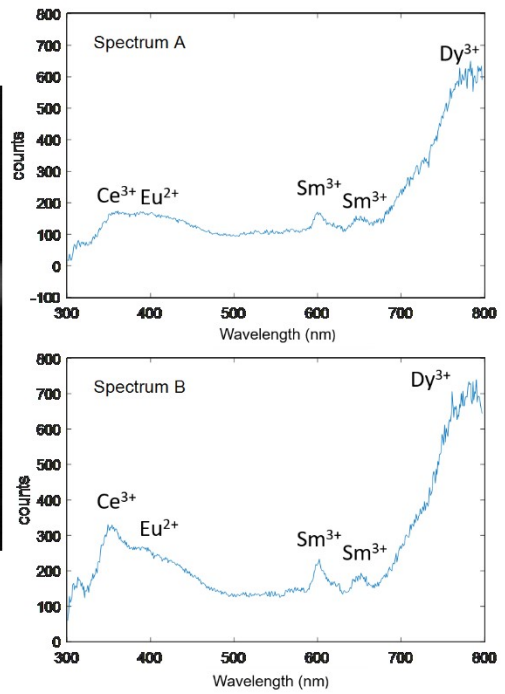 800
700
600
500
400
300
200
100
0
-100
counts
Spectrum A
Ce³⁺ Eu²⁺
Sm³⁺ Sm³⁺
Dy³⁺
300 400 500 600 700 800
Wavelength (nm)
800
700
600
500
400
300
200
100
0
counts
Spectrum B
Dy³⁺
Ce³⁺
Eu²⁺
Sm³⁺ Sm³⁺
300 400 500 600 700 800
Wavelength (nm)